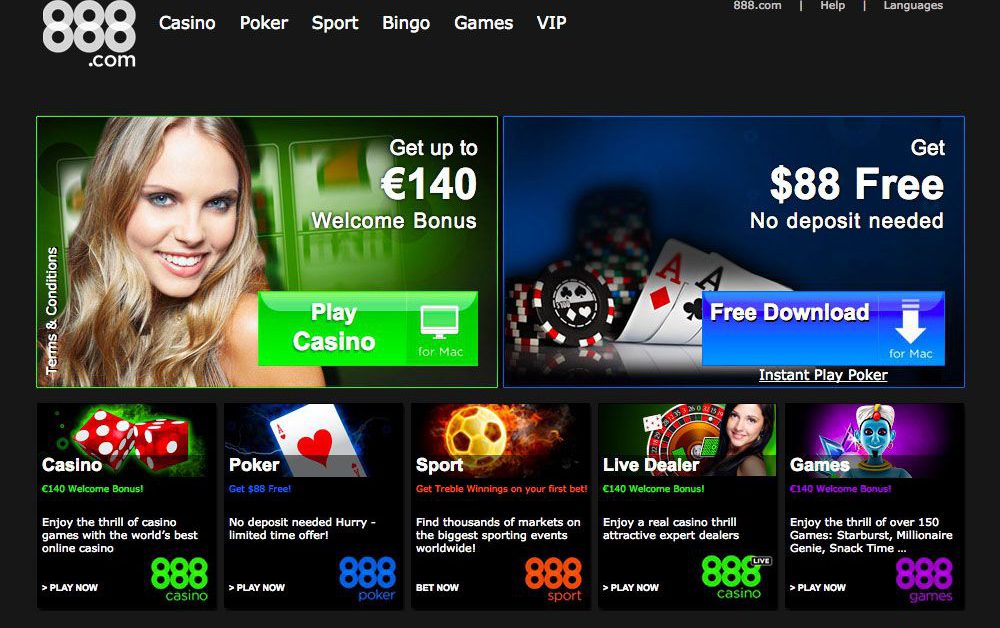 888
.com
Casino
Poker
Sport
Bingo
Games
VIP
888.com | Help | Languages
Get up to
€140
Welcome Bonus
Terms & Conditions
Play
Casino
for Mac
Get
$88 Free
No deposit needed
A
A
Free Download
for Mac
Instant Play Poker
Casino
€140 Welcome Bonus!
Enjoy the thrill of casino
games with the world's best
online casino
> PLAY NOW
888
casino
A
Poker
Get $88 Free!
No deposit needed Hurry -
limited time offer!
> PLAY NOW
888
poker
Sport
Get Treble Winnings on your first bet!
Find thousands of markets on
the biggest sporting events
worldwide!
BET NOW
888
sport
Live Dealer
€140 Welcome Bonus!
Enjoy a real casino thrill
attractive expert dealers
> PLAY NOW
888
LIVE
casino
Games
€140 Welcome Bonus!
Enjoy the thrill of over 150
Games: Starburst, Millionaire
Genie, Snack Time ...
> PLAY NOW
888
games